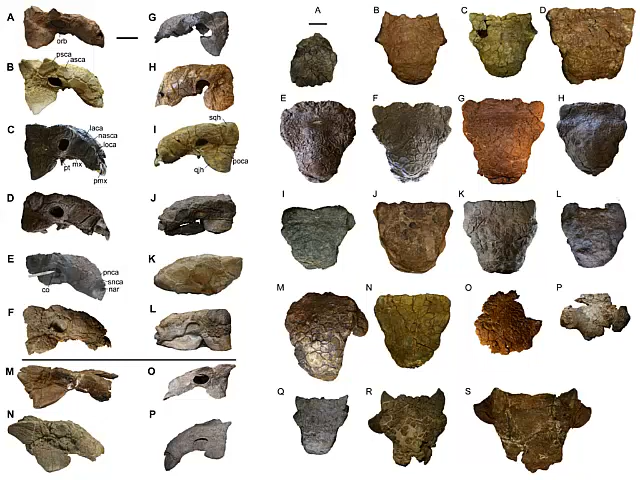 A
orb
G
psca
asca
B
H
C
laca
nasca
loca
pt
mx
pmx
I
sqh
poca
qjh
D
J
E
co
pnca
snca
nar
K
F
L
M
O
N
P
A
B
C
D
E
F
G
H
I
J
K
L
M
N
O
P
Q
R
S